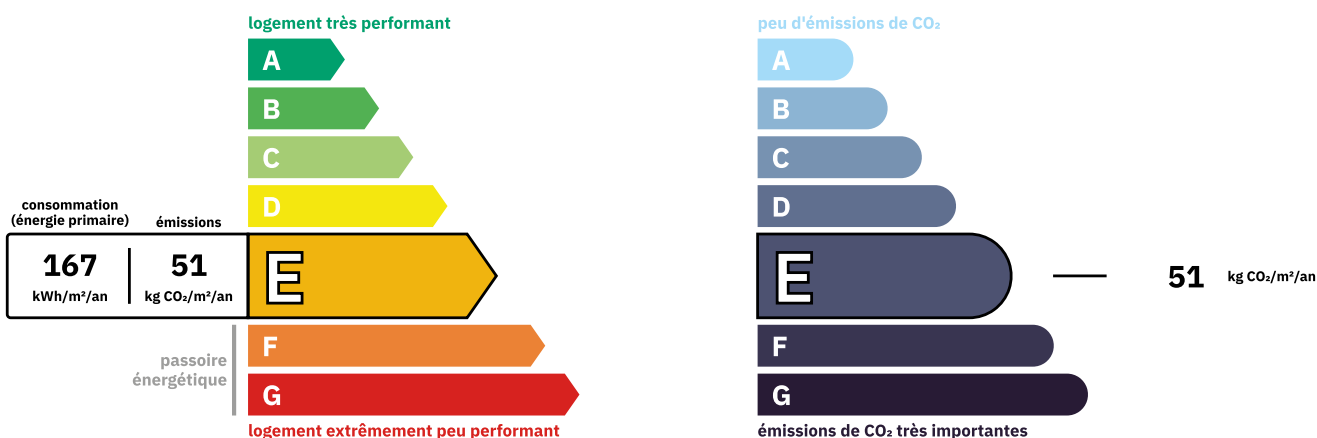 logement très performant
A
B
C
D
consommation
(énergie primaire)
émissions
167
kWh/m²/an
51
kg CO₂/m²/an
E
passoire
énergétique
F
G
logement extrêmement peu performant
peu d'émissions de CO₂
A
B
C
D
E
51 kg CO₂/m²/an
F
G
émissions de CO₂ très importantes